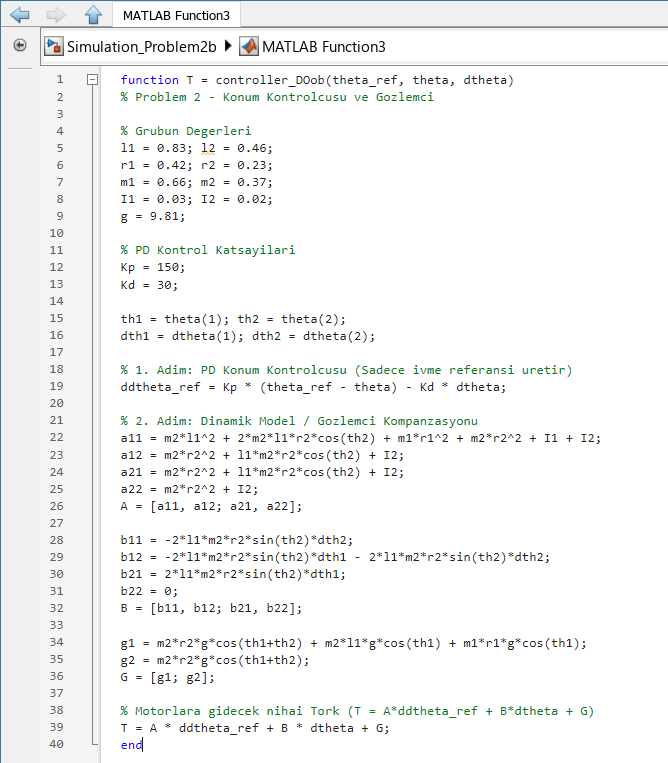 MATLAB Function3
Simulation_Problem2b MATLAB Function3
1 function T = controller_DOob(theta_ref, theta, dtheta)
2 % Problem 2 - Konum Kontrolcusu ve Gozlemci
3
4 % Grubun Degerleri
5 l1 = 0.83; l2 = 0.46;
6 r1 = 0.42; r2 = 0.23;
7 m1 = 0.66; m2 = 0.37;
8 I1 = 0.03; I2 = 0.02;
9 g = 9.81;
10
11 % PD Kontrol Katsayilari
12 Kp = 150;
13 Kd = 30;
14
15 th1 = theta(1); th2 = theta(2);
16 dth1 = dtheta(1); dth2 = dtheta(2);
17
18 % 1. Adim: PD Konum Kontrolcusu (Sadece ivme referansi uretir)
19 ddtheta_ref = Kp * (theta_ref - theta) - Kd * dtheta;
20
21 % 2. Adim: Dinamik Model / Gozlemci Kompanzasyonu
22 a11 = m2*l1^2 + 2*m2*l1*r2*cos(th2) + m1*r1^2 + m2*r2^2 + I1 + I2;
23 a12 = m2*r2^2 + l1*m2*r2*cos(th2) + I2;
24 a21 = m2*r2^2 + l1*m2*r2*cos(th2) + I2;
25 a22 = m2*r2^2 + I2;
26 A = [a11, a12; a21, a22];
27
28 b11 = -2*l1*m2*r2*sin(th2)*dth2;
29 b12 = -2*l1*m2*r2*sin(th2)*dth1 - 2*l1*m2*r2*sin(th2)*dth2;
30 b21 = 2*l1*m2*r2*sin(th2)*dth1;
31 b22 = 0;
32 B = [b11, b12; b21, b22];
33
34 g1 = m2*r2*g*cos(th1+th2) + m2*l1*g*cos(th1) + m1*r1*g*cos(th1);
35 g2 = m2*r2*g*cos(th1+th2);
36 G = [g1; g2];
37
38 % Motorlara gidecek nihai Tork (T = A*ddtheta_ref + B*dtheta + G)
39 T = A * ddtheta_ref + B * dtheta + G;
40 end